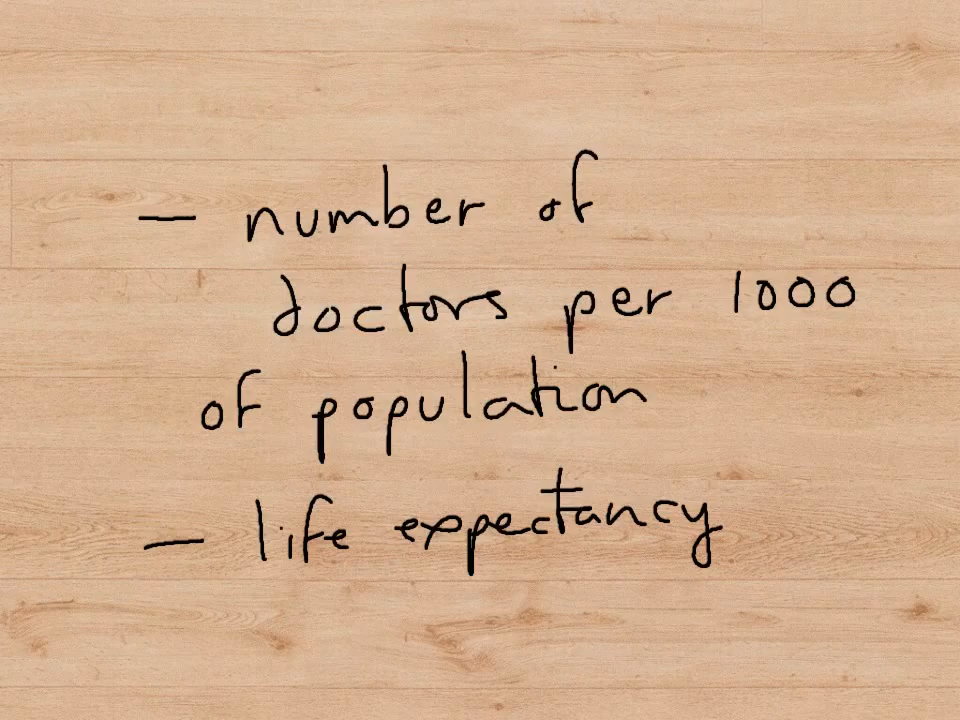 — number of
doctors per 1000
of population
— life expectancy